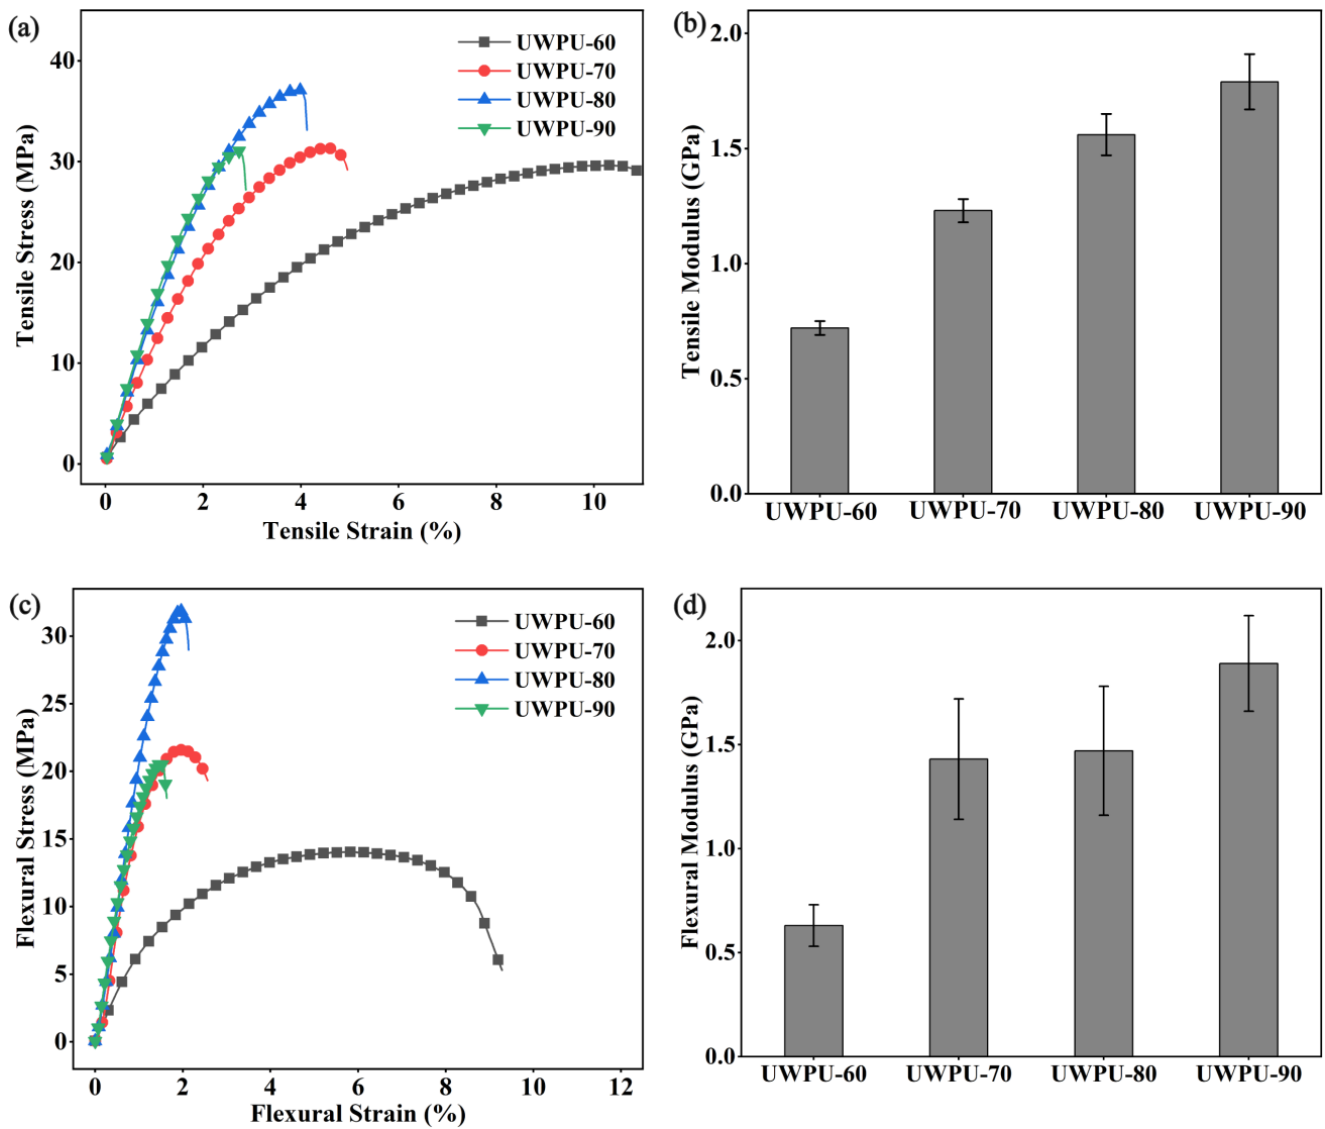 (a)
UWPU-60
UWPU-70
UWPU-80
UWPU-90
40
30
20
10
0
Tensile Stress (MPa)
0 2 4 6 8 10
Tensile Strain (%)
(b)
2.0
1.5
1.0
0.5
0.0
Tensile Modulus (GPa)
UWPU-60 UWPU-70 UWPU-80 UWPU-90
(c)
UWPU-60
UWPU-70
UWPU-80
UWPU-90
30
25
20
15
10
5
0
Flexural Stress (MPa)
0 2 4 6 8 10 12
Flexural Strain (%)
(d)
2.0
1.5
1.0
0.5
0.0
Flexural Modulus (GPa)
UWPU-60 UWPU-70 UWPU-80 UWPU-90